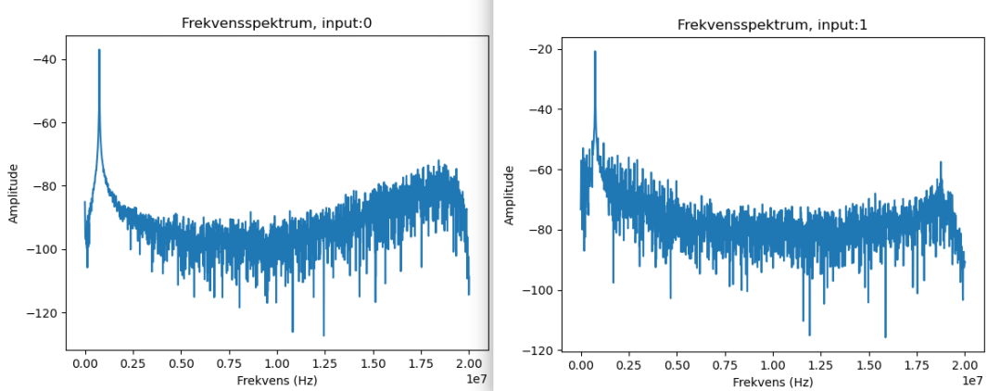 Frekvensspektrum, input:0
Amplitude
−40
−60
−80
−100
−120
0.00 0.25 0.50 0.75 1.00 1.25 1.50 1.75 2.00
1e7
Frekvens (Hz)
Frekvensspektrum, input:1
Amplitude
−20
−40
−60
−80
−100
−120
0.00 0.25 0.50 0.75 1.00 1.25 1.50 1.75 2.00
1e7
Frekvens (Hz)